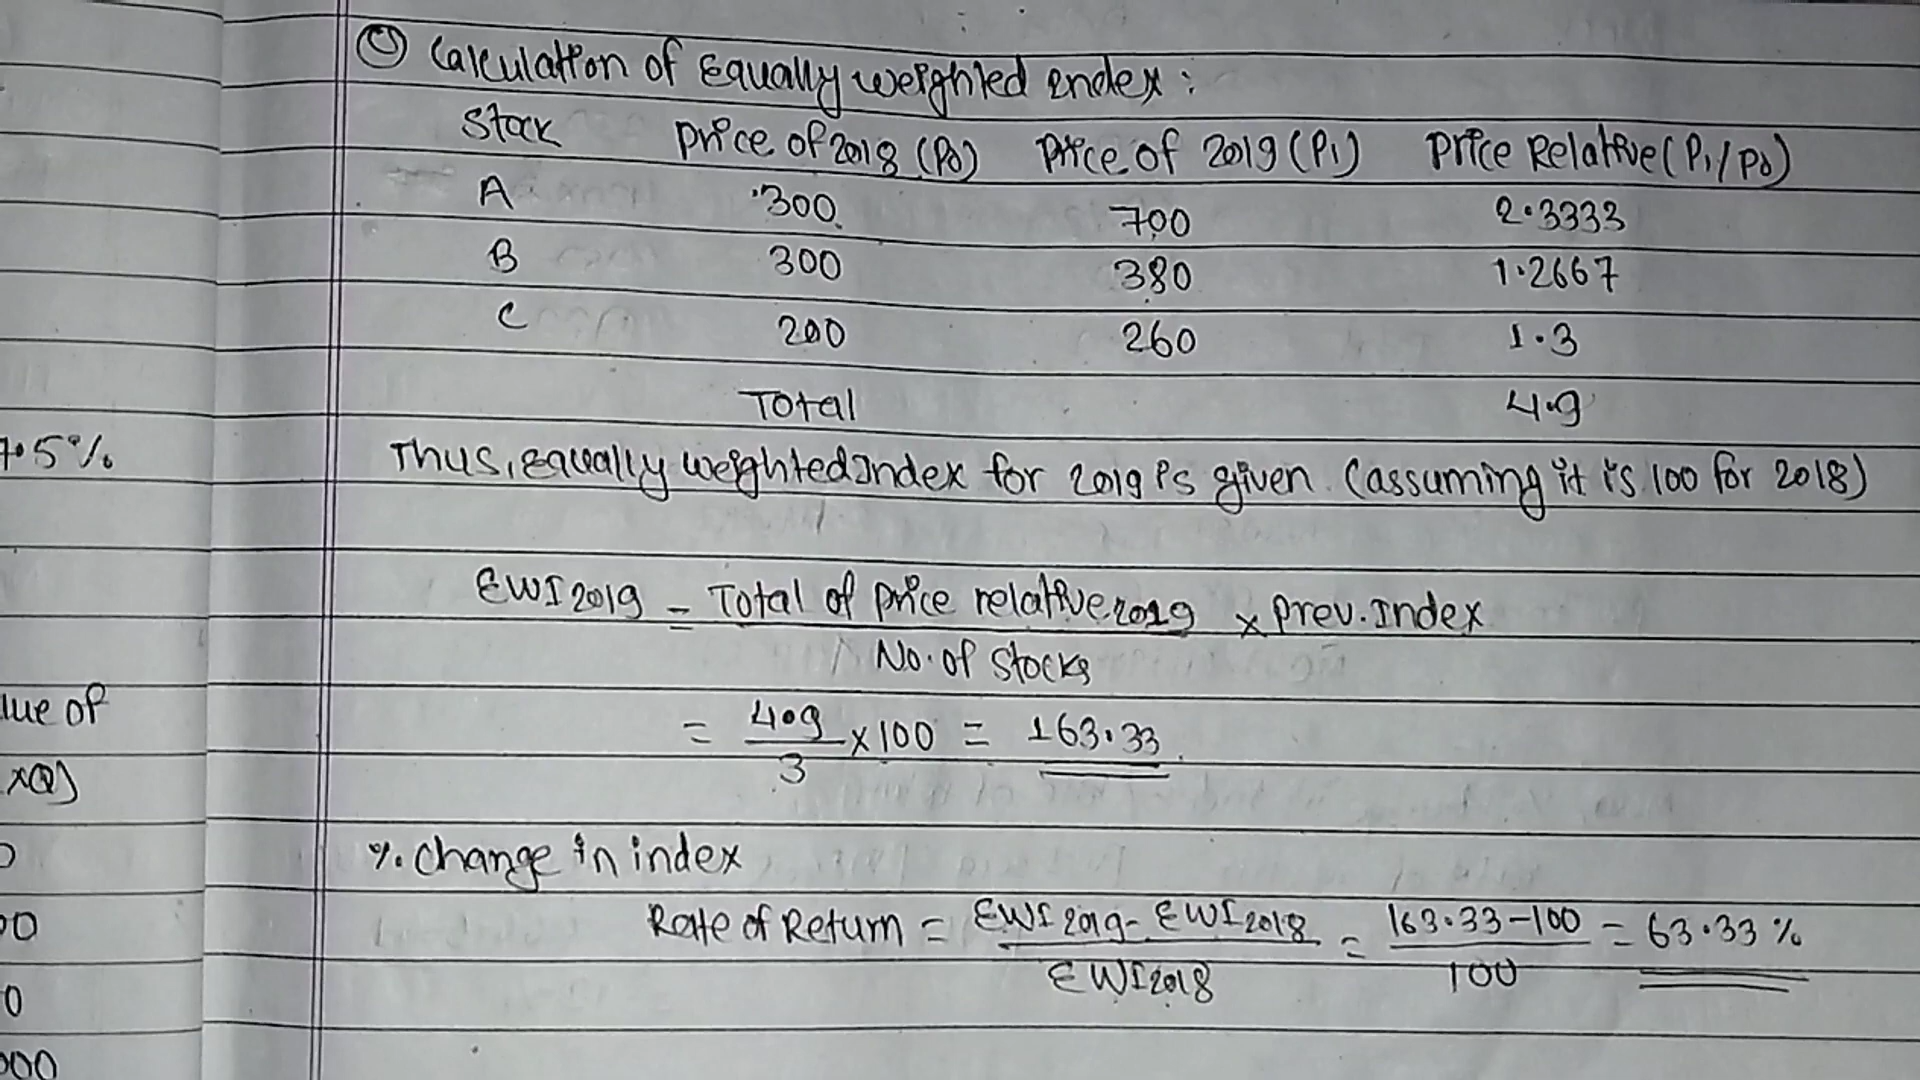 C) Calculation of Equally weighted index:
Stock Price of 2018 (P0) Price of 2019 (P1) Price Relative (P1/P0)
A 300 700 2.3333
B 300 380 1.2667
C 200 260 1.3
Total 4.9
7.5% Thus, equally weighted Index for 2019 is given (assuming it is 100 for 2018)
EWI 2019 = Total of price relative 2019 × prev. Index
No. of stocks
lue of
= 4.9 × 100 = 163.33
3
×Q)
% change in index
00 Rate of Return = EWI 2019 - EWI 2018 = 163.33-100 = 63.33 %
EWI 2018 100
0
000